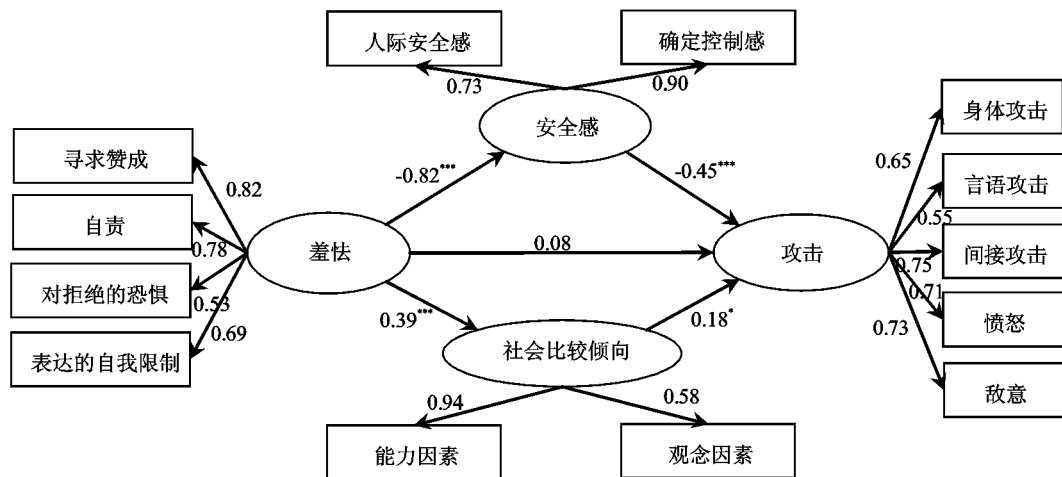 人际安全感
确定控制感
0.73
0.90
安全感
身体攻击
寻求赞成
0.82
-0.82***
-0.45***
0.65
言语攻击
0.55
自责
0.78
羞怯
0.08
攻击
0.75
间接攻击
对拒绝的恐惧
0.53
0.71
0.39***
0.18*
愤怒
0.69
0.73
表达的自我限制
社会比较倾向
敌意
0.94
0.58
能力因素
观念因素